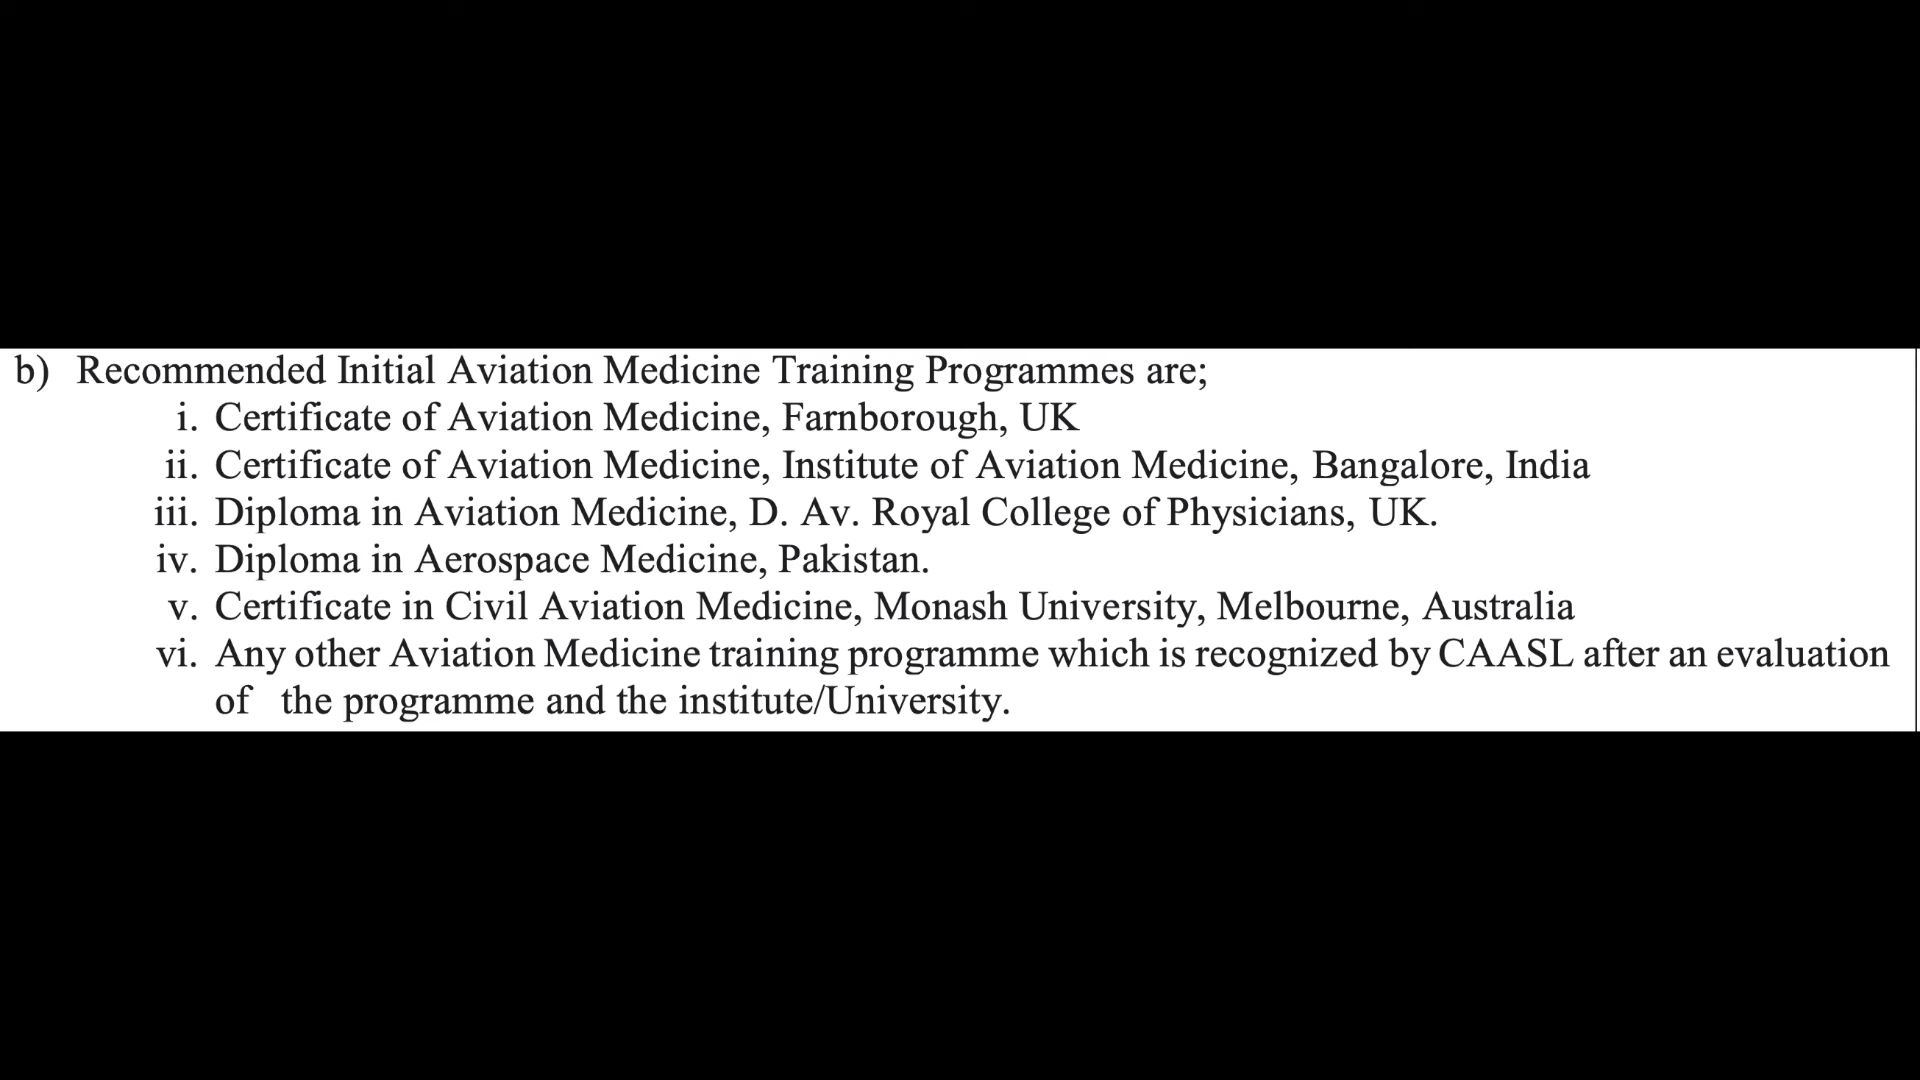 b) Recommended Initial Aviation Medicine Training Programmes are;
i. Certificate of Aviation Medicine, Farnborough, UK
ii. Certificate of Aviation Medicine, Institute of Aviation Medicine, Bangalore, India
iii. Diploma in Aviation Medicine, D. Av. Royal College of Physicians, UK.
iv. Diploma in Aerospace Medicine, Pakistan.
v. Certificate in Civil Aviation Medicine, Monash University, Melbourne, Australia
vi. Any other Aviation Medicine training programme which is recognized by CAASL after an evaluation
of the programme and the institute/University.